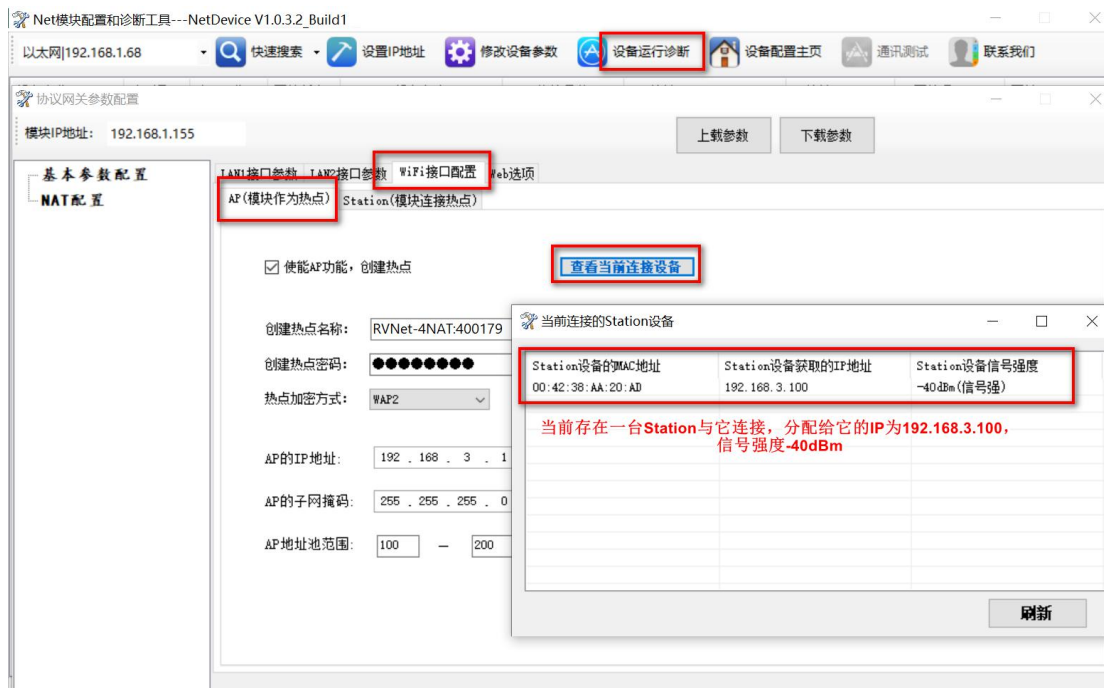 Net模块配置和诊断工具---NetDevice V1.0.3.2_Build1
以太网|192.168.1.68 快速搜索 设置IP地址 修改设备参数 设备运行诊断 设备配置主页 通讯测试 联系我们
协议网关参数配置
模块IP地址: 192.168.1.155 上载参数 下载参数
基本参数配置
NAT配置
LAN1接口参数 LAN2接口参数 WiFi接口配置 Web选项
AP(模块作为热点) Station(模块连接热点)
使能AP功能,创建热点 查看当前连接设备
创建热点名称: RVNet-4NAT:400179
创建热点密码: ●●●●●●●●
热点加密方式: WAP2
AP的IP地址: 192 . 168 . 3 . 1
AP的子网掩码: 255 . 255 . 255 . 0
AP地址池范围: 100 — 200
当前连接的Station设备
Station设备的MAC地址 Station设备获取的IP地址 Station设备信号强度
00:42:38:AA:20:AD 192.168.3.100 -40dBm(信号强)
当前存在一台Station与它连接，分配给它的IP为192.168.3.100，
信号强度-40dBm
刷新